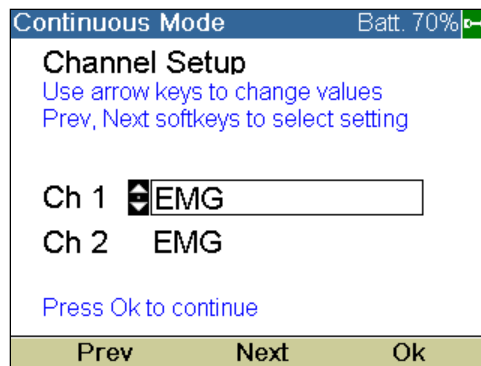 Continuous Mode Batt. 70%
Channel Setup
Use arrow keys to change values
Prev, Next softkeys to select setting
Ch 1 EMG
Ch 2 EMG
Press Ok to continue
Prev Next Ok